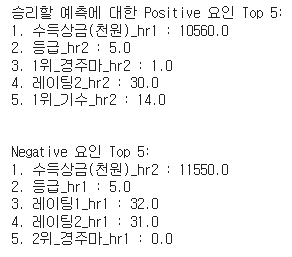 승리할 예측에 대한 Positive 요인 Top 5:
1. 수득상금(천원)_hr1 : 10560.0
2. 등급_hr2 : 5.0
3. 1위_경주마_hr2 : 1.0
4. 레이팅2_hr2 : 30.0
5. 1위_기수_hr2 : 14.0
Negative 요인 Top 5:
1. 수득상금(천원)_hr2 : 11550.0
2. 등급_hr1 : 5.0
3. 레이팅1_hr1 : 32.0
4. 레이팅2_hr1 : 31.0
5. 2위_경주마_hr1 : 0.0